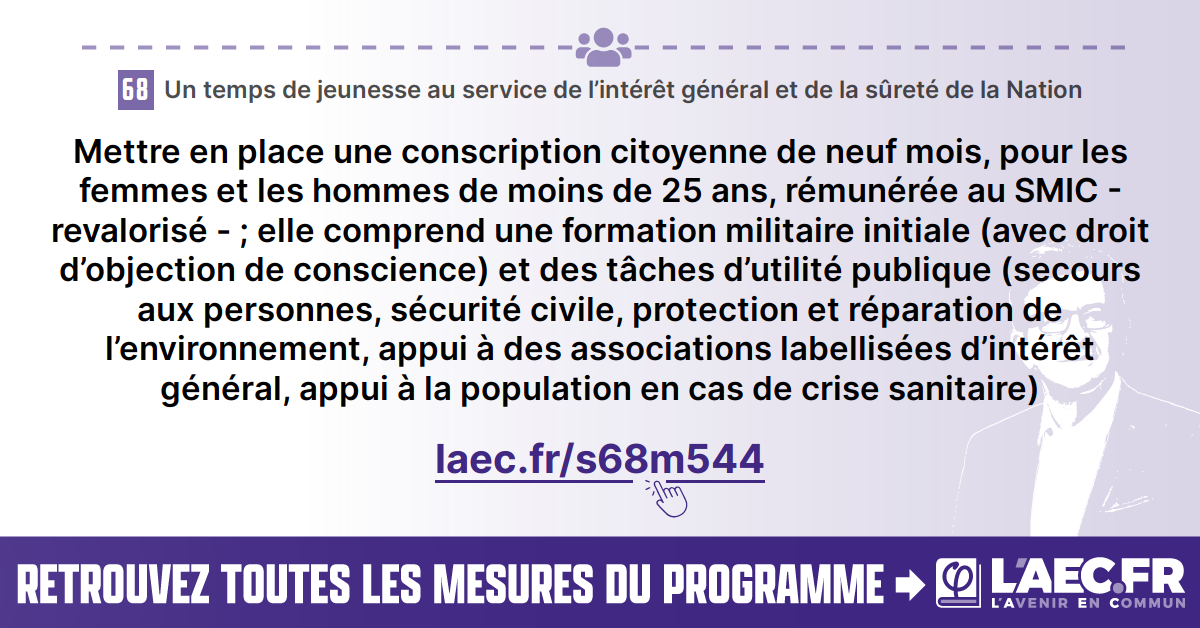 68 Un temps de jeunesse au service de l’intérêt général et de la sûreté de la Nation
Mettre en place une conscription citoyenne de neuf mois, pour les
femmes et les hommes de moins de 25 ans, rémunérée au SMIC -
revalorisé - ; elle comprend une formation militaire initiale (avec droit
d’objection de conscience) et des tâches d’utilité publique (secours
aux personnes, sécurité civile, protection et réparation de
l’environnement, appui à des associations labellisées d’intérêt
général, appui à la population en cas de crise sanitaire)
laec.fr/s68m544
RETROUVEZ TOUTES LES MESURES DU PROGRAMME
L’AEC.FR
L’AVENIR EN COMMUN